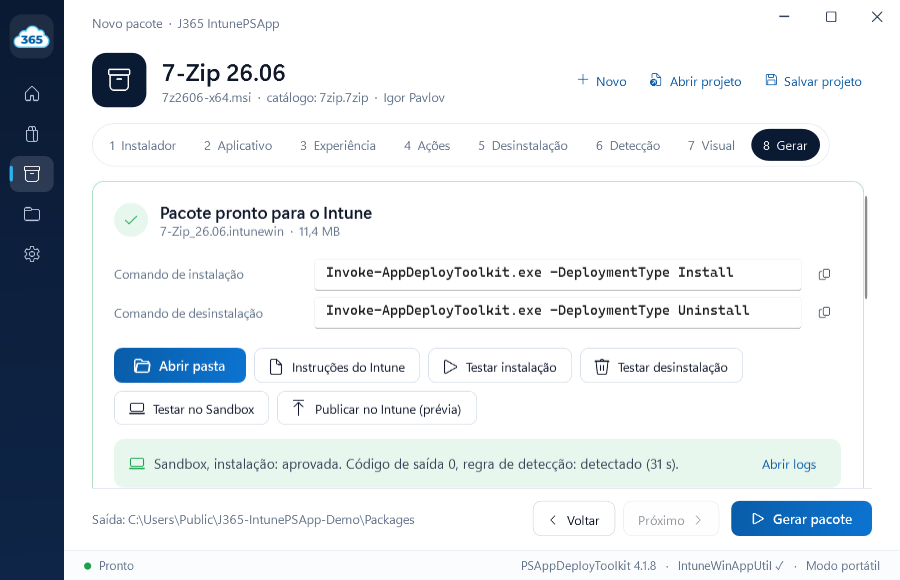 Novo pacote · J365 IntunePSApp
365
7-Zip 26.06
7z2606-x64.msi · catálogo: 7zip.7zip · Igor Pavlov
Novo
Abrir projeto
Salvar projeto
1 Instalador
2 Aplicativo
3 Experiência
4 Ações
5 Desinstalação
6 Detecção
7 Visual
8 Gerar
Pacote pronto para o Intune
7-Zip_26.06.intunewin · 11,4 MB
Comando de instalação
Invoke-AppDeployToolkit.exe -DeploymentType Install
Comando de desinstalação
Invoke-AppDeployToolkit.exe -DeploymentType Uninstall
Abrir pasta
Instruções do Intune
Testar instalação
Testar desinstalação
Testar no Sandbox
Publicar no Intune (prévia)
Sandbox, instalação: aprovada. Código de saída 0, regra de detecção: detectado (31 s).
Abrir logs
Saída: C:\Users\Public\J365-IntunePSApp-Demo\Packages
Voltar
Próximo
Gerar pacote
Pronto
PSAppDeployToolkit 4.1.8 · IntuneWinAppUtil ✓ · Modo portátil